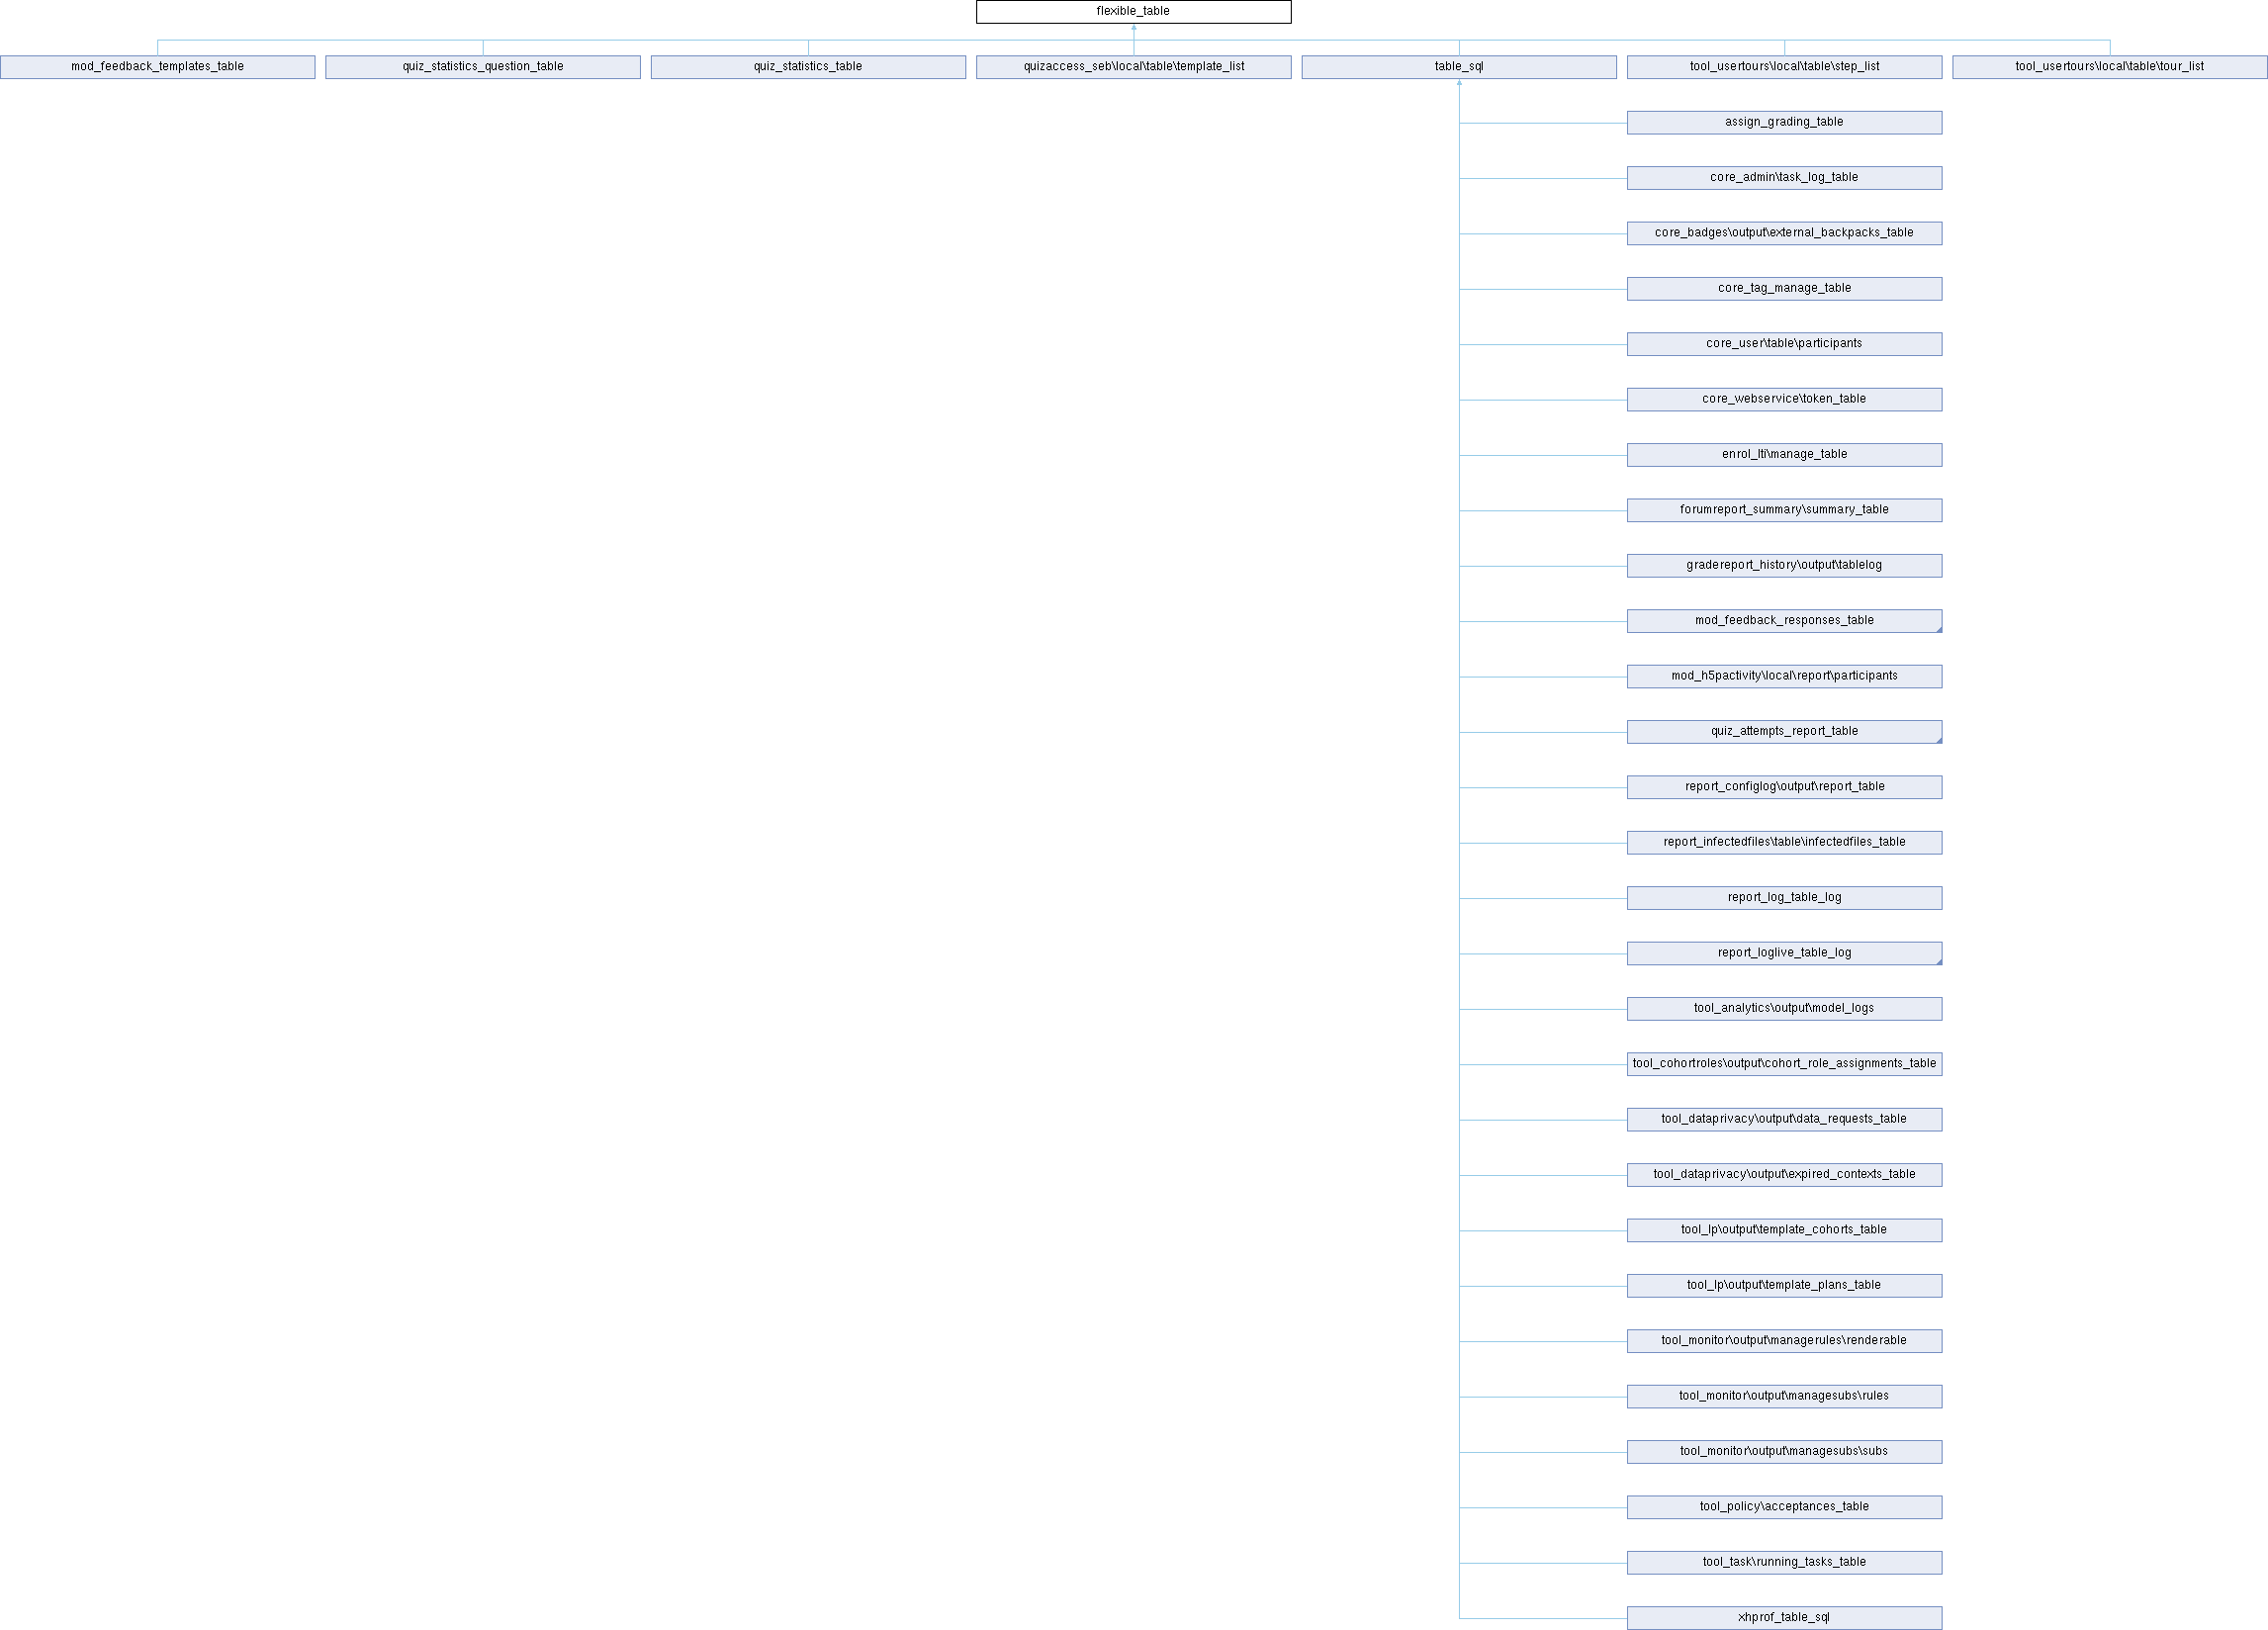 flexible_table
mod_feedback_templates_table
quiz_statistics_question_table
quiz_statistics_table
quizaccess_seb\local\table\template_list
table_sql
tool_usertours\local\table\step_list
tool_usertours\local\table\tour_list
assign_grading_table
core_admin\task_log_table
core_badges\output\external_backpacks_table
core_tag_manage_table
core_user\table\participants
core_webservice\token_table
enrol_lti\manage_table
forumreport_summary\summary_table
gradereport_history\output\tablelog
mod_feedback_responses_table
mod_h5pactivity\local\report\participants
quiz_attempts_report_table
report_configlog\output\report_table
report_infectedfiles\table\infectedfiles_table
report_log_table_log
report_loglive_table_log
tool_analytics\output\model_logs
tool_cohortroles\output\cohort_role_assignments_table
tool_dataprivacy\output\data_requests_table
tool_dataprivacy\output\expired_contexts_table
tool_lp\output\template_cohorts_table
tool_lp\output\template_plans_table
tool_monitor\output\managerules\renderable
tool_monitor\output\managesubs\rules
tool_monitor\output\managesubs\subs
tool_policy\acceptances_table
tool_task\running_tasks_table
xhprof_table_sql